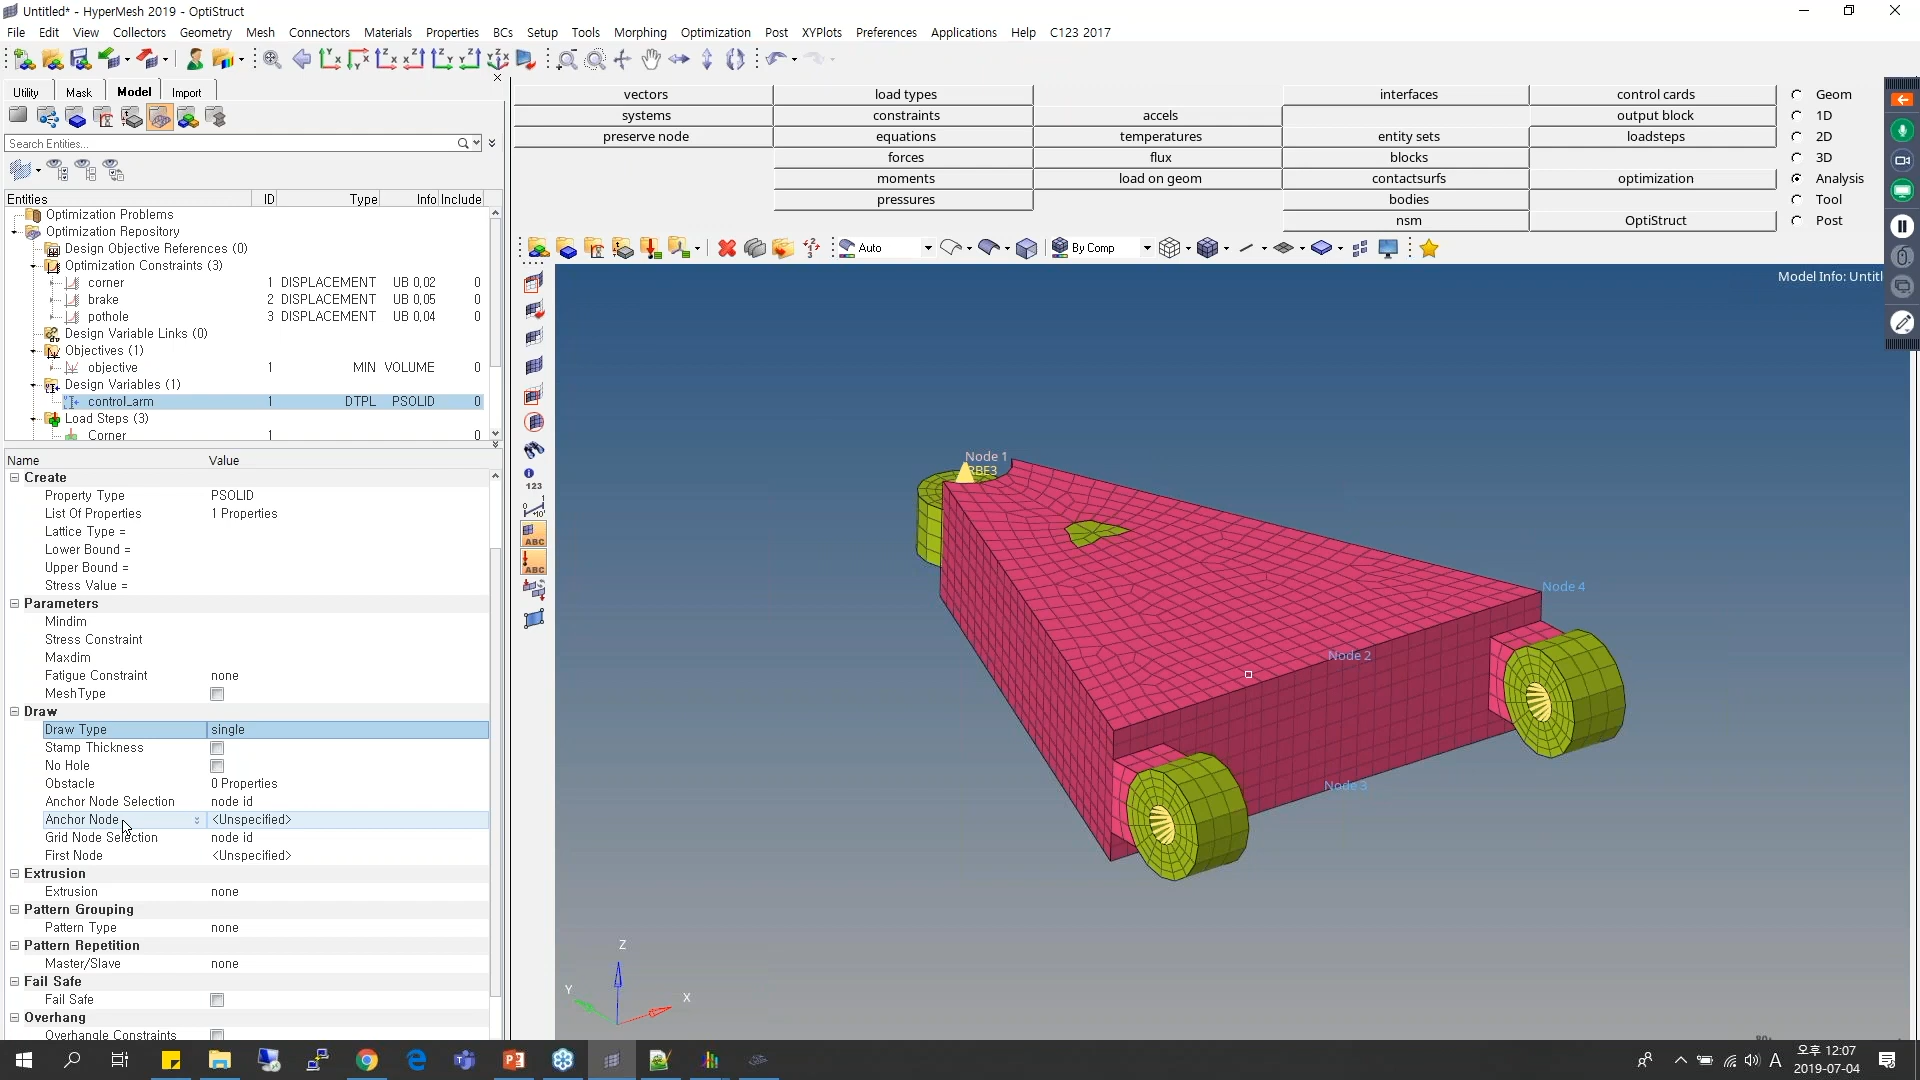 Untitled* - HyperMesh 2019 - OptiStruct
File Edit View Collectors Geometry Mesh Connectors Materials Properties BCs Setup Tools Morphing Optimization Post XYPlots Preferences Applications Help C123 2017
Utility Mask Model Import
Search Entities...
Entities ID Type Info Include
Optimization Problems
Optimization Repository
Design Objective References (0)
Optimization Constraints (3)
corner 1 DISPLACEMENT UB 0,02 0
brake 2 DISPLACEMENT UB 0,05 0
pothole 3 DISPLACEMENT UB 0,04 0
Design Variable Links (0)
Objectives (1)
objective 1 MIN VOLUME 0
Design Variables (1)
control_arm 1 DTPL PSOLID 0
Load Steps (3)
Corner 1 0
Name Value
Create
Property Type PSOLID
List Of Properties 1 Properties
Lattice Type =
Lower Bound =
Upper Bound =
Stress Value =
Parameters
Mindim
Stress Constraint
Maxdim
Fatigue Constraint none
MeshType
Draw
Draw Type single
Stamp Thickness
No Hole
Obstacle 0 Properties
Anchor Node Selection node id
Anchor Node <Unspecified>
Grid Node Selection node id
First Node <Unspecified>
Extrusion
Extrusion none
Pattern Grouping
Pattern Type none
Pattern Repetition
Master/Slave none
Fail Safe
Fail Safe
Overhang
Overhangle Constraints
vectors load types interfaces control cards Geom
systems constraints accels output block 1D
preserve node equations temperatures entity sets loadsteps 2D
forces flux blocks 3D
moments load on geom contactsurfs optimization Analysis
pressures bodies Tool
nsm OptiStruct Post
Auto By Comp
123
ABC
ABC
Model Info: Untitl
Node 1
RBE3
Node 4
Node 2
Node 3
Z
Y
X
A
오후 12:07
2019-07-04